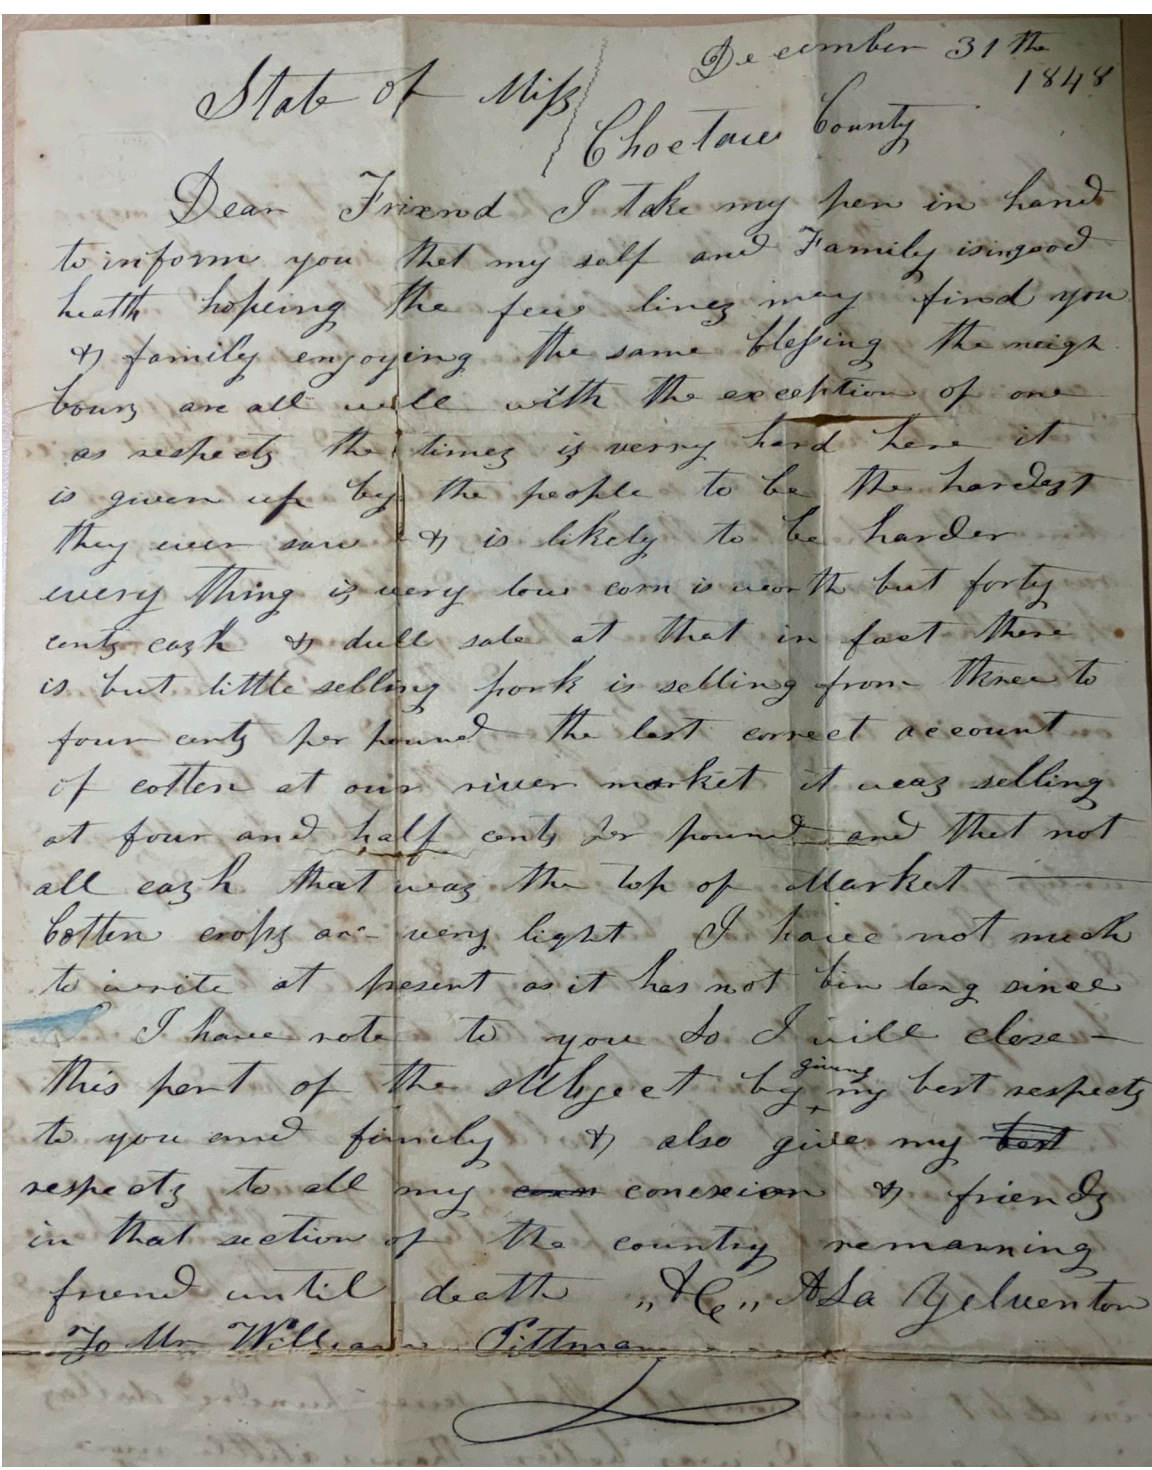 December 31 the
1848
State of Miss
Choctaw County
Dear Friend I take my pen in hand
to inform you that my self and Family is in good
health hopeing the few lines may find you
& family enjoying the same blessing the neigh
bours are all well with the exception of one
as respects the times is verry hard here it
is given up by the people to be the hardest
they ever saw & is likely to be harder
every thing is very low corn is worth but forty
cents cash & dull sale at that in fact there
is but little selling pork is selling from three to
four cents per pound the last correct account
of cotten at our river market it was selling
at four and half cents per pound and that not
all cash that was the top of Market
Cotten crops are very light I have not much
to write at present as it has not bin long since
I have rote to you So I will close
this part of the subject by giving my best respects
to you and family & also give my best
respects to all my conexion & friends
in that section of the country remanning
friend until death „&C„ Asa Yelventon
To Mr William Pittman